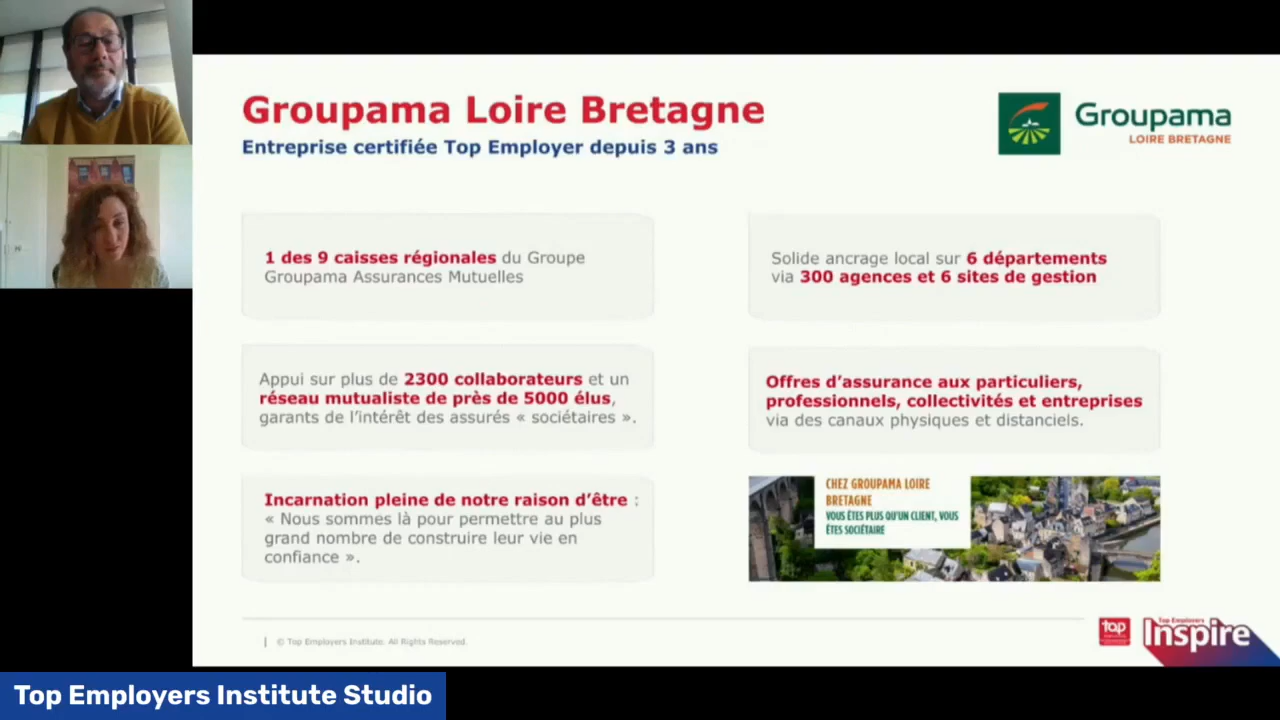 Groupama Loire Bretagne
Entreprise certifiée Top Employer depuis 3 ans
Groupama
LOIRE BRETAGNE
1 des 9 caisses régionales du Groupe
Groupama Assurances Mutuelles
Solide ancrage local sur 6 départements
via 300 agences et 6 sites de gestion
Appui sur plus de 2300 collaborateurs et un
réseau mutualiste de près de 5000 élus,
garants de l’intérêt des assurés « sociétaires ».
Offres d’assurance aux particuliers,
professionnels, collectivités et entreprises
via des canaux physiques et distanciels.
Incarnation pleine de notre raison d’être :
« Nous sommes là pour permettre au plus
grand nombre de construire leur vie en
confiance ».
CHEZ GROUPAMA LOIRE
BRETAGNE
VOUS ÊTES PLUS QU'UN CLIENT, VOUS
ÊTES SOCIÉTAIRE
| © Top Employers Institute. All Rights Reserved.
top
Top Employers
Inspire
Top Employers Institute Studio